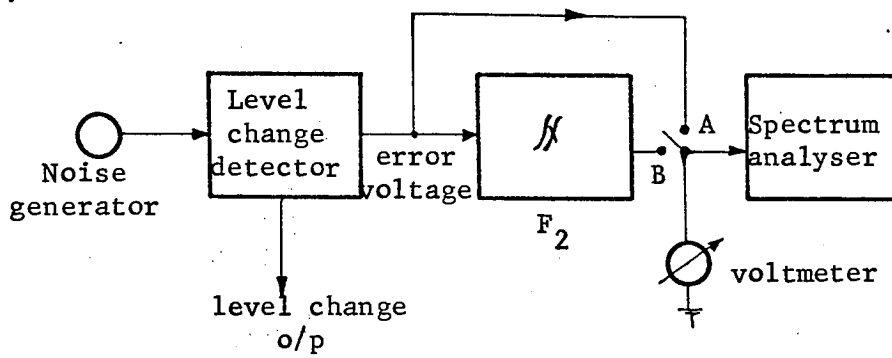 Noise
generator
Level
change
detector
level change
o/p
error
voltage
F2
A
B
Spectrum
analyser
voltmeter